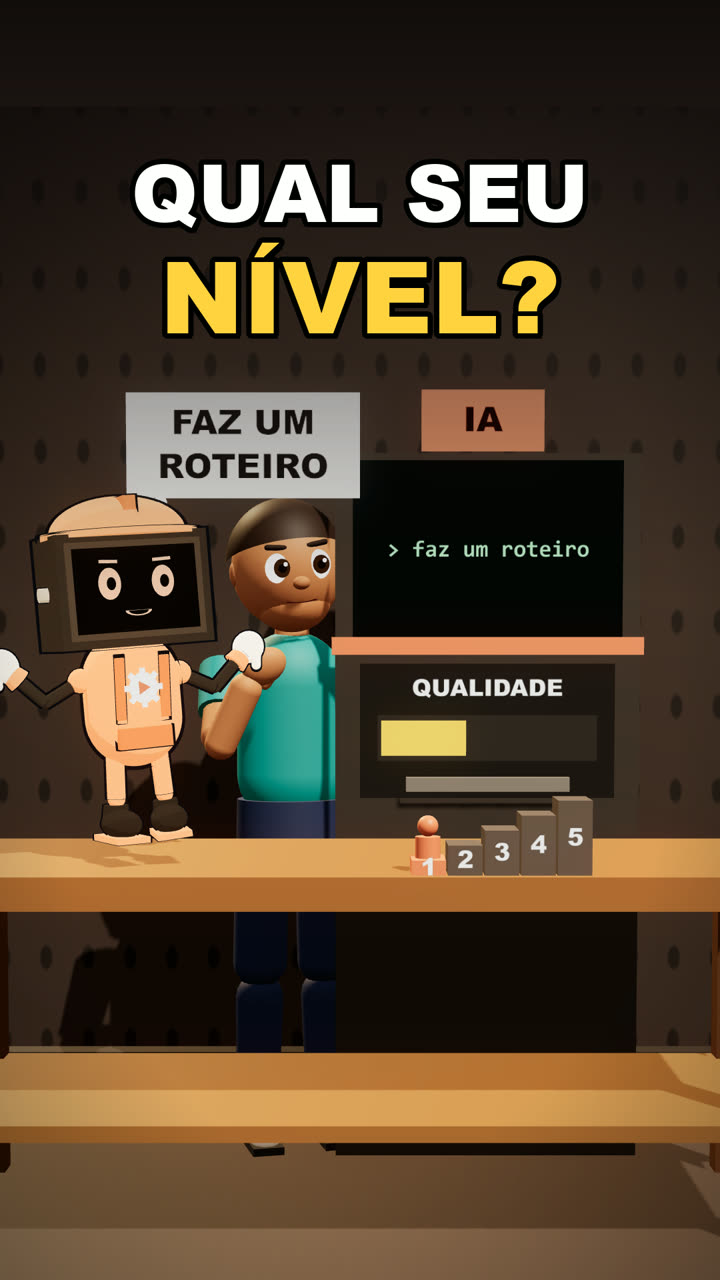 QUAL SEU
NÍVEL?
FAZ UM
ROTEIRO
IA
> faz um roteiro
QUALIDADE
1 2 3 4 5